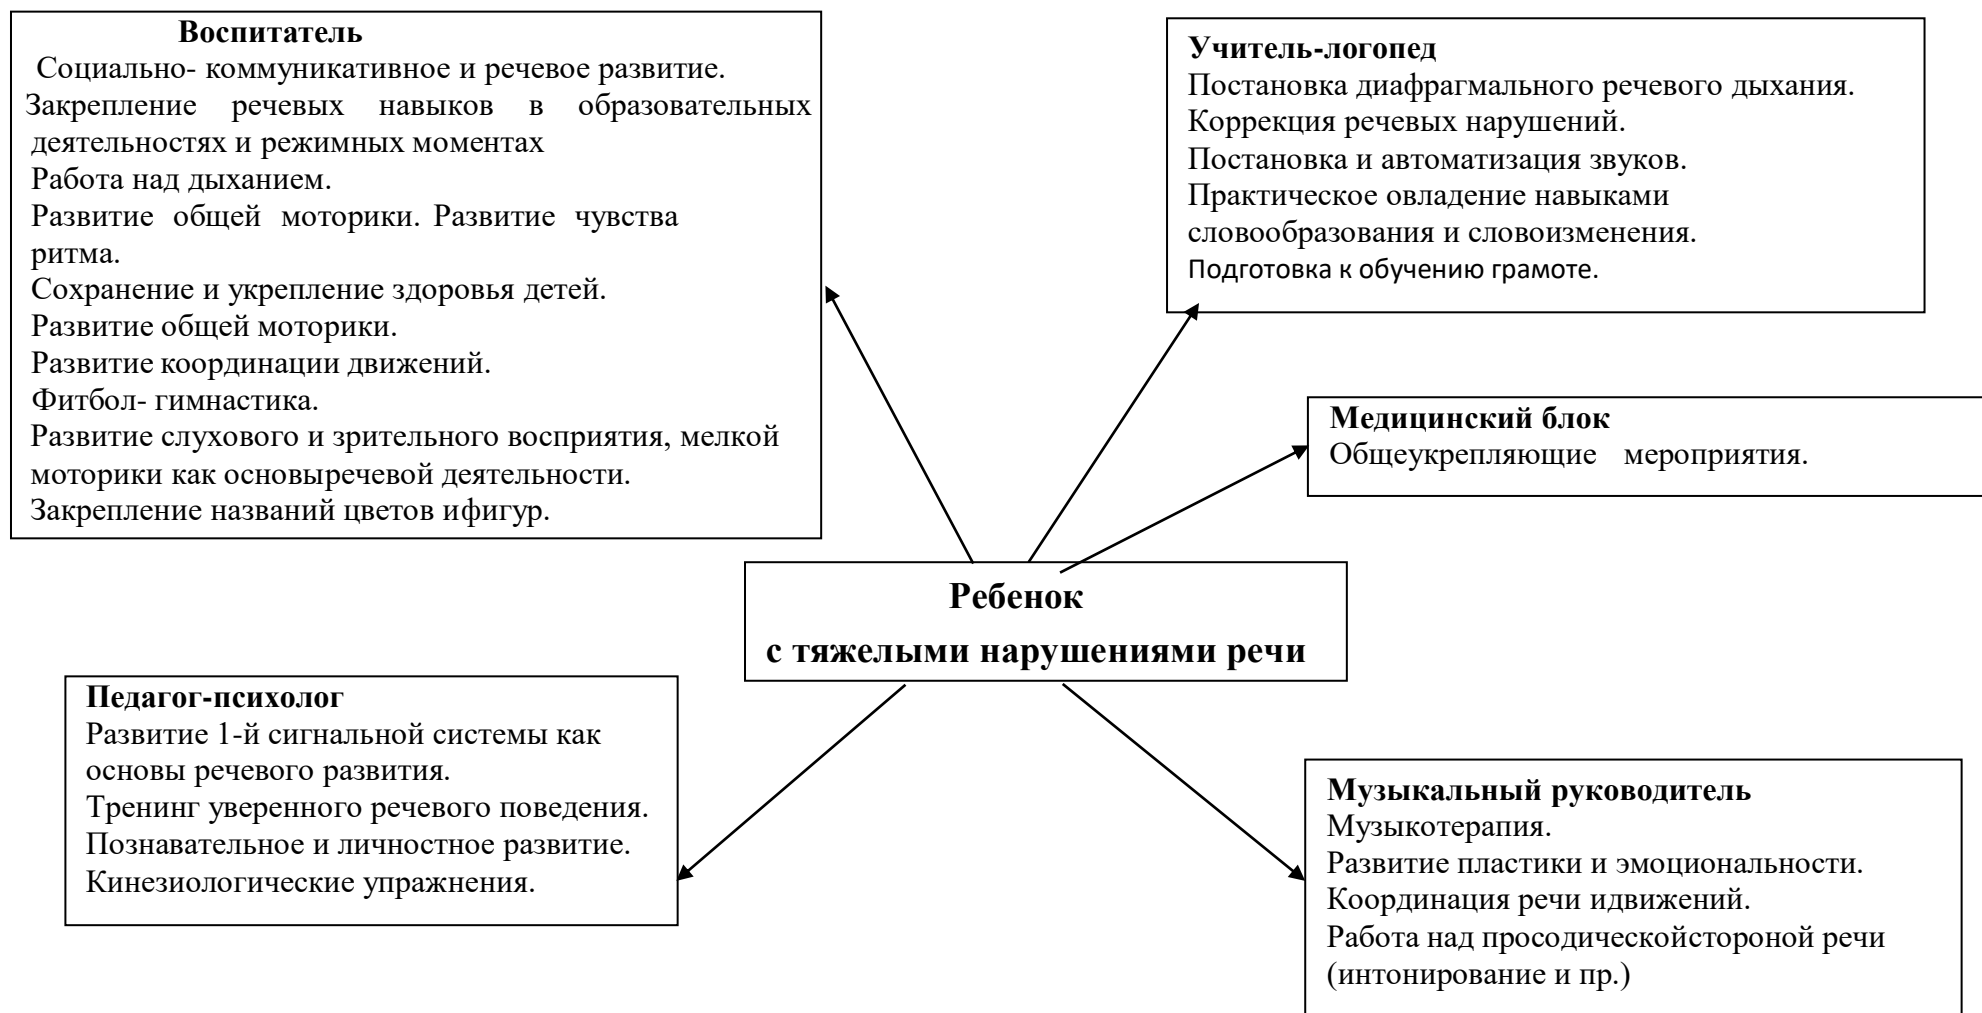 Воспитатель
Социально- коммуникативное и речевое развитие.
Закрепление речевых навыков в образовательных
деятельностях и режимных моментах
Работа над дыханием.
Развитие общей моторики. Развитие чувства
ритма.
Сохранение и укрепление здоровья детей.
Развитие общей моторики.
Развитие координации движений.
Фитбол- гимнастика.
Развитие слухового и зрительного восприятия, мелкой
моторики как основыречевой деятельности.
Закрепление названий цветов ифигур.
Учитель-логопед
Постановка диафрагмального речевого дыхания.
Коррекция речевых нарушений.
Постановка и автоматизация звуков.
Практическое овладение навыками
словообразования и словоизменения.
Подготовка к обучению грамоте.
Медицинский блок
Общеукрепляющие мероприятия.
Ребенок
с тяжелыми нарушениями речи
Педагог-психолог
Развитие 1-й сигнальной системы как
основы речевого развития.
Тренинг уверенного речевого поведения.
Познавательное и личностное развитие.
Кинезиологические упражнения.
Музыкальный руководитель
Музыкотерапия.
Развитие пластики и эмоциональности.
Координация речи идвижений.
Работа над просодическойстороной речи
(интонирование и пр.)